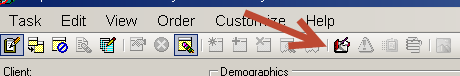 Task Edit View Order Customize Help
Client: Demographics